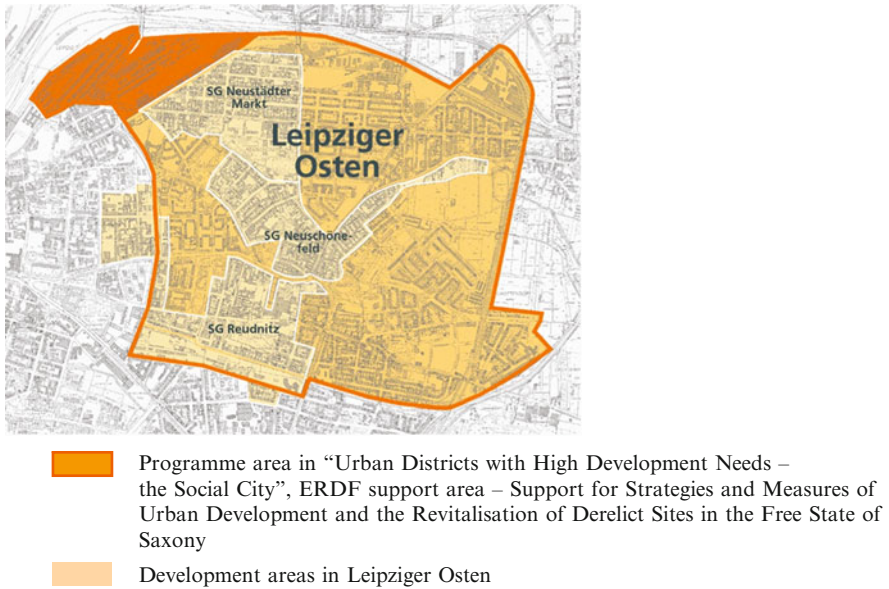 SG Neustädter
Markt
Leipziger
Osten
SG Neuschöne-
feld
SG Reudnitz
Programme area in “Urban Districts with High Development Needs –
the Social City”, ERDF support area – Support for Strategies and Measures of
Urban Development and the Revitalisation of Derelict Sites in the Free State of
Saxony
Development areas in Leipziger Osten